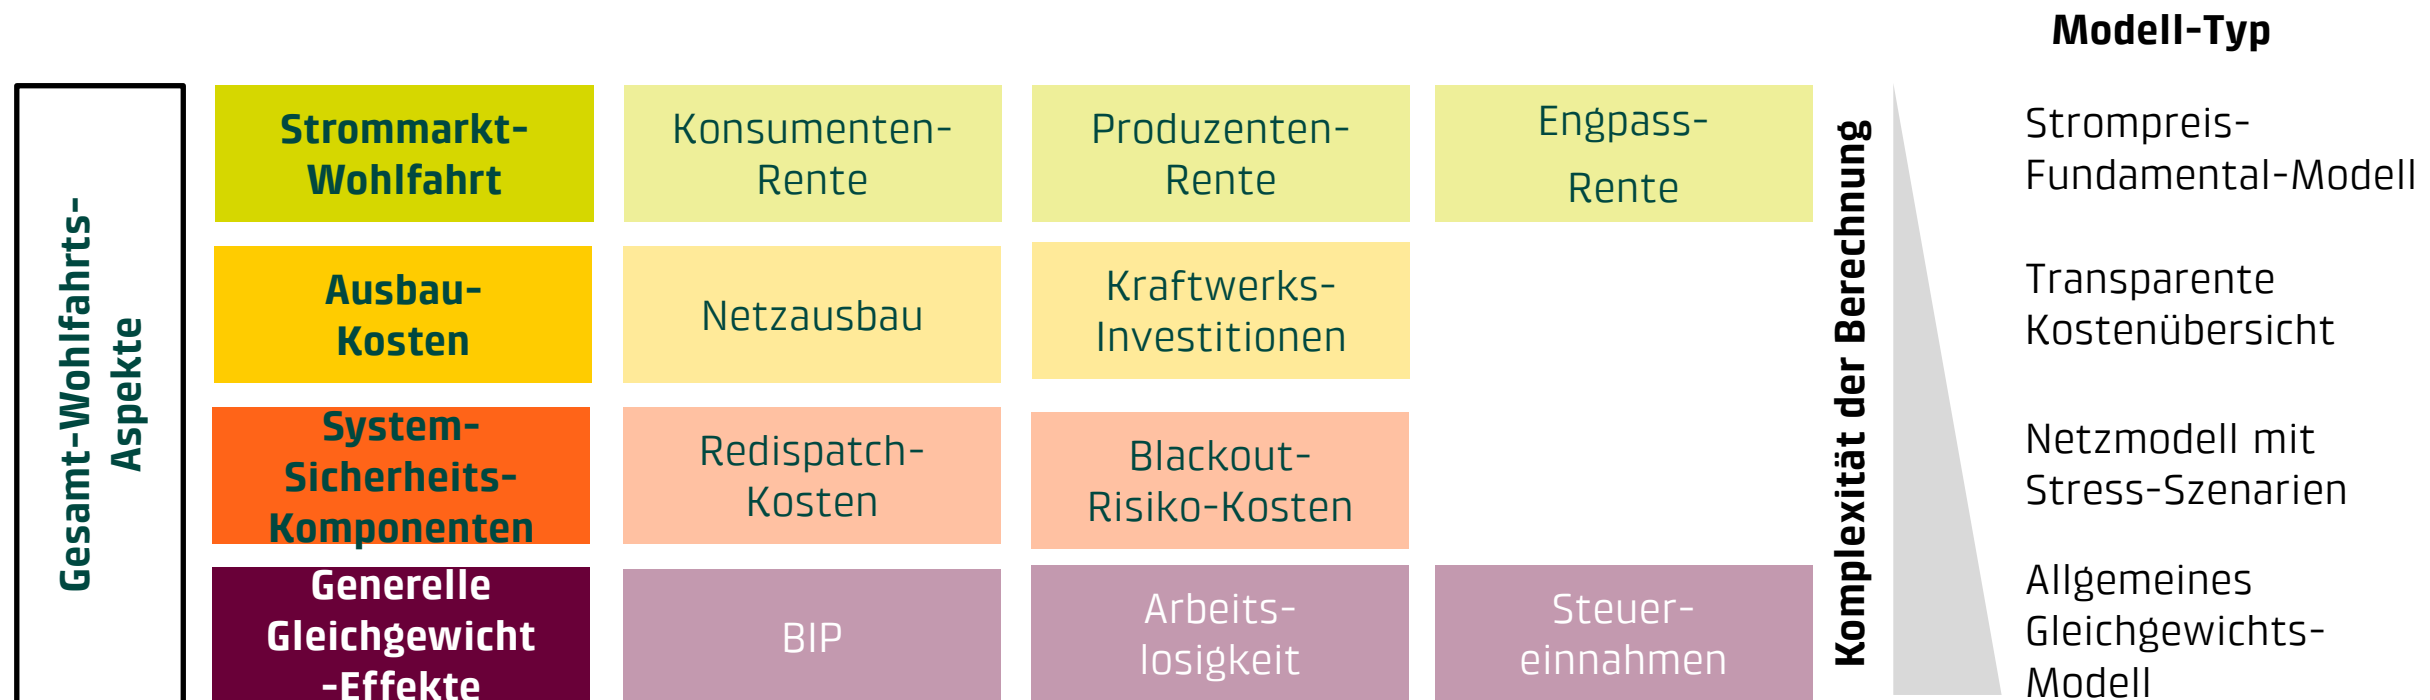 Modell-Typ
Gesamt-Wohlfahrts-
Aspekte
Strommarkt-
Wohlfahrt
Konsumenten-
Rente
Produzenten-
Rente
Engpass-
Rente
Komplexität der Berechnung
Strompreis-
Fundamental-Modell
Ausbau-
Kosten
Netzausbau
Kraftwerks-
Investitionen
Transparente
Kostenübersicht
System-
Sicherheits-
Komponenten
Redispatch-
Kosten
Blackout-
Risiko-Kosten
Netzmodell mit
Stress-Szenarien
Generelle
Gleichgewicht
-Effekte
BIP
Arbeits-
losigkeit
Steuer-
einnahmen
Allgemeines
Gleichgewichts-
Modell